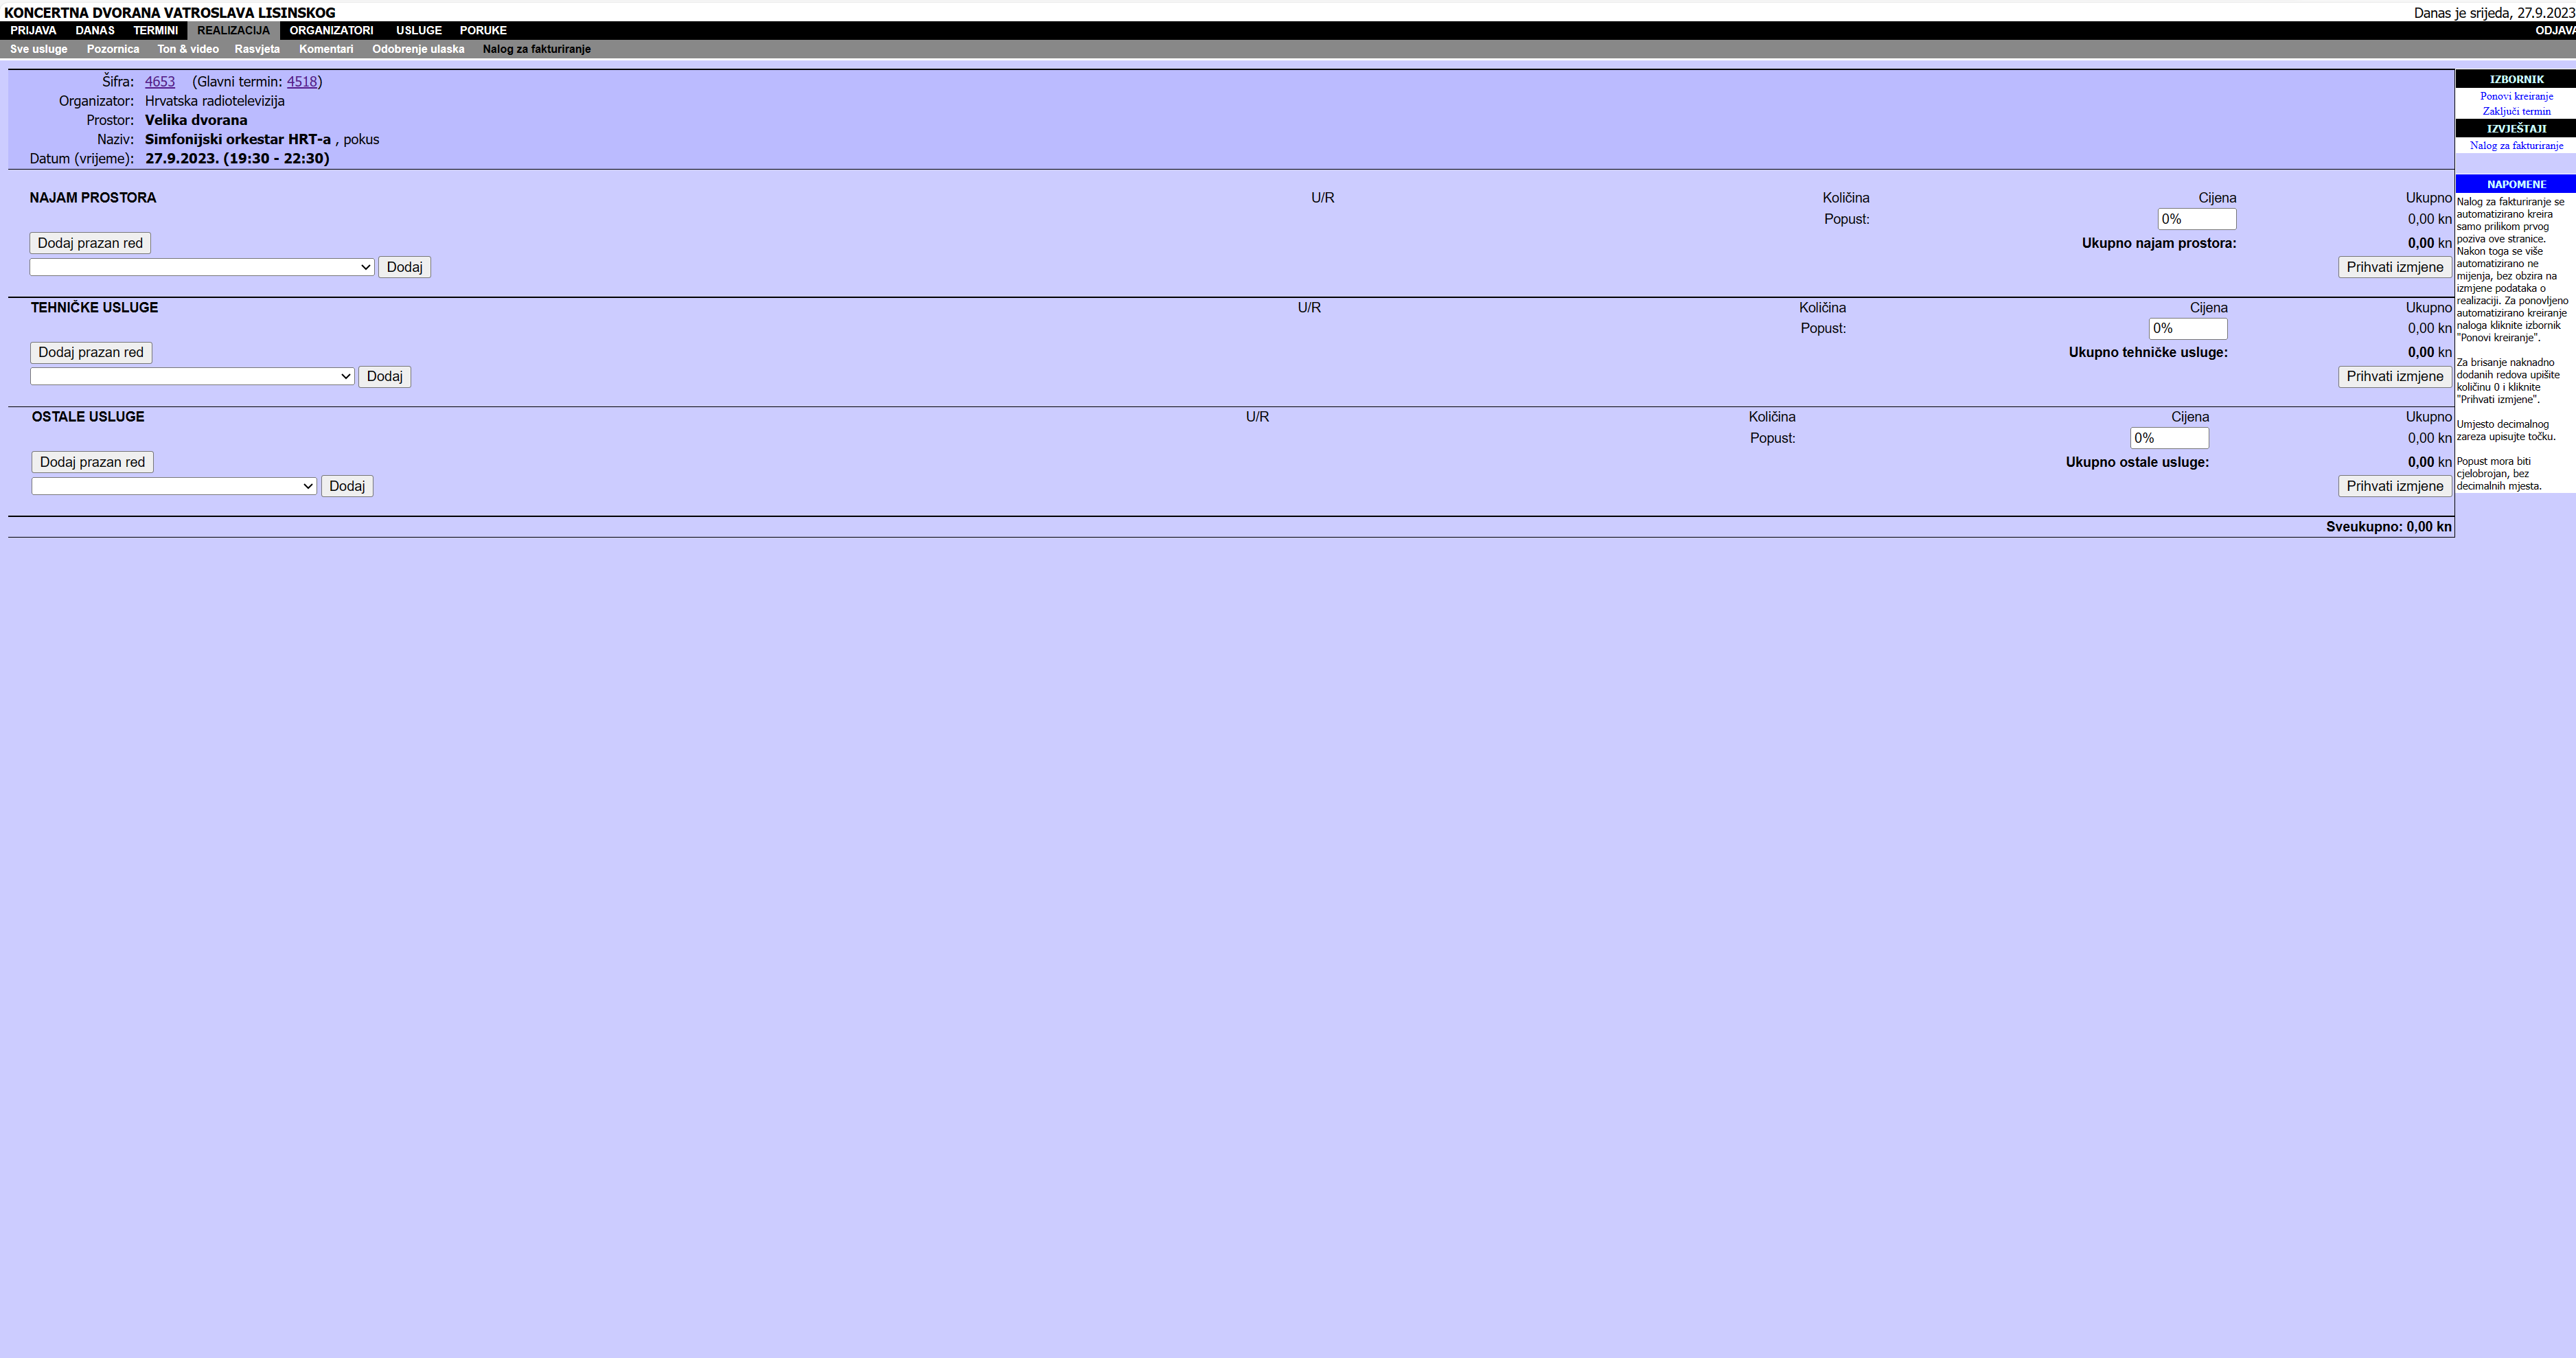 KONCERTNA DVORANA VATROSLAVA LISINSKOG
Danas je srijeda, 27.9.2023
PRIJAVA DANAS TERMINI REALIZACIJA ORGANIZATORI USLUGE PORUKE ODJAVA
Sve usluge Pozornica Ton & video Rasvjeta Komentari Odobrenje ulaska Nalog za fakturiranje
Šifra: 4653 (Glavni termin: 4518)
Organizator: Hrvatska radiotelevizija
Prostor: Velika dvorana
Naziv: Simfonijski orkestar HRT-a , pokus
Datum (vrijeme): 27.9.2023. (19:30 - 22:30)
NAJAM PROSTORA U/R Količina Cijena Ukupno
Popust: 0% 0,00 kn
Dodaj prazan red Ukupno najam prostora: 0,00 kn
Dodaj Prihvati izmjene
TEHNIČKE USLUGE U/R Količina Cijena Ukupno
Popust: 0% 0,00 kn
Dodaj prazan red Ukupno tehničke usluge: 0,00 kn
Dodaj Prihvati izmjene
OSTALE USLUGE U/R Količina Cijena Ukupno
Popust: 0% 0,00 kn
Dodaj prazan red Ukupno ostale usluge: 0,00 kn
Dodaj Prihvati izmjene
Sveukupno: 0,00 kn
IZBORNIK
Ponovi kreiranje
Zaključi termin
IZVJEŠTAJI
Nalog za fakturiranje
NAPOMENE
Nalog za fakturiranje se
automatizirano kreira
samo prilikom prvog
poziva ove stranice.
Nakon toga se više
automatizirano ne
mijenja, bez obzira na
izmjene podataka o
realizaciji. Za ponovljeno
automatizirano kreiranje
naloga kliknite izbornik
"Ponovi kreiranje".
Za brisanje naknadno
dodanih redova upišite
količinu 0 i kliknite
"Prihvati izmjene".
Umjesto decimalnog
zareza upisujte točku.
Popust mora biti
cjelobrojan, bez
decimalnih mjesta.